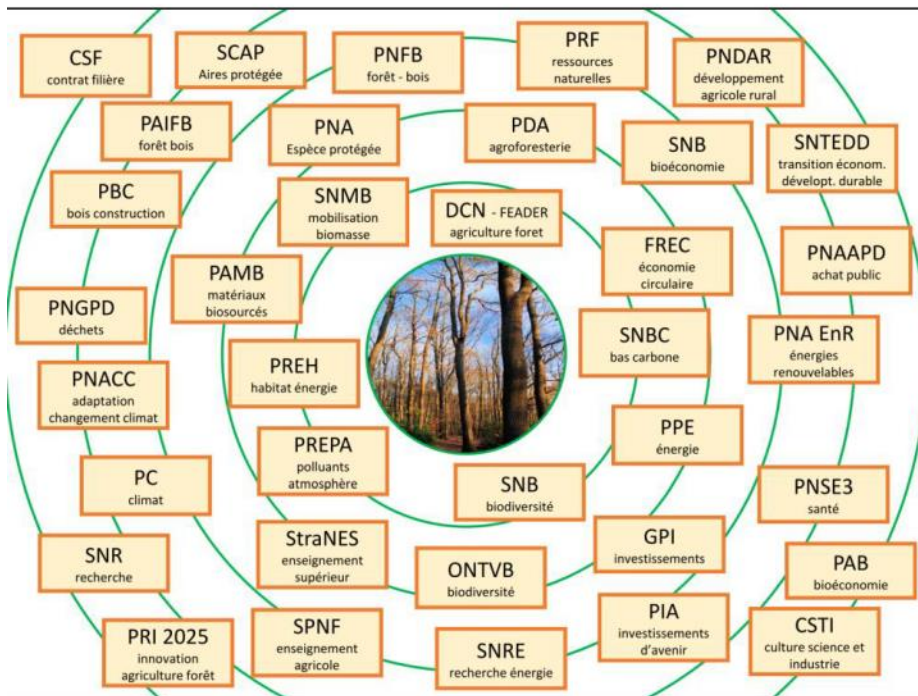 CSF
contrat filière
SCAP
Aires protégée
PNFB
forêt - bois
PRF
ressources
naturelles
PNDAR
développement
agricole rural
PAIFB
forêt bois
PNA
Espèce protégée
PDA
agroforesterie
SNB
bioéconomie
SNTEDD
transition économ.
dévelopt. durable
PBC
bois construction
SNMB
mobilisation
biomasse
DCN - FEADER
agriculture foret
FREC
économie
circulaire
PNAAPD
achat public
PAMB
matériaux
biosourcés
PNGPD
déchets
SNBC
bas carbone
PNA EnR
énergies
renouvelables
PREH
habitat énergie
PNACC
adaptation
changement climat
PPE
énergie
PREPA
polluants
atmosphère
PC
climat
SNB
biodiversité
PNSE3
santé
StraNES
enseignement
supérieur
GPI
investissements
SNR
recherche
ONTVB
biodiversité
PAB
bioéconomie
PRI 2025
innovation
agriculture forêt
SPNF
enseignement
agricole
SNRE
recherche énergie
PIA
investissements
d'avenir
CSTI
culture science et
industrie